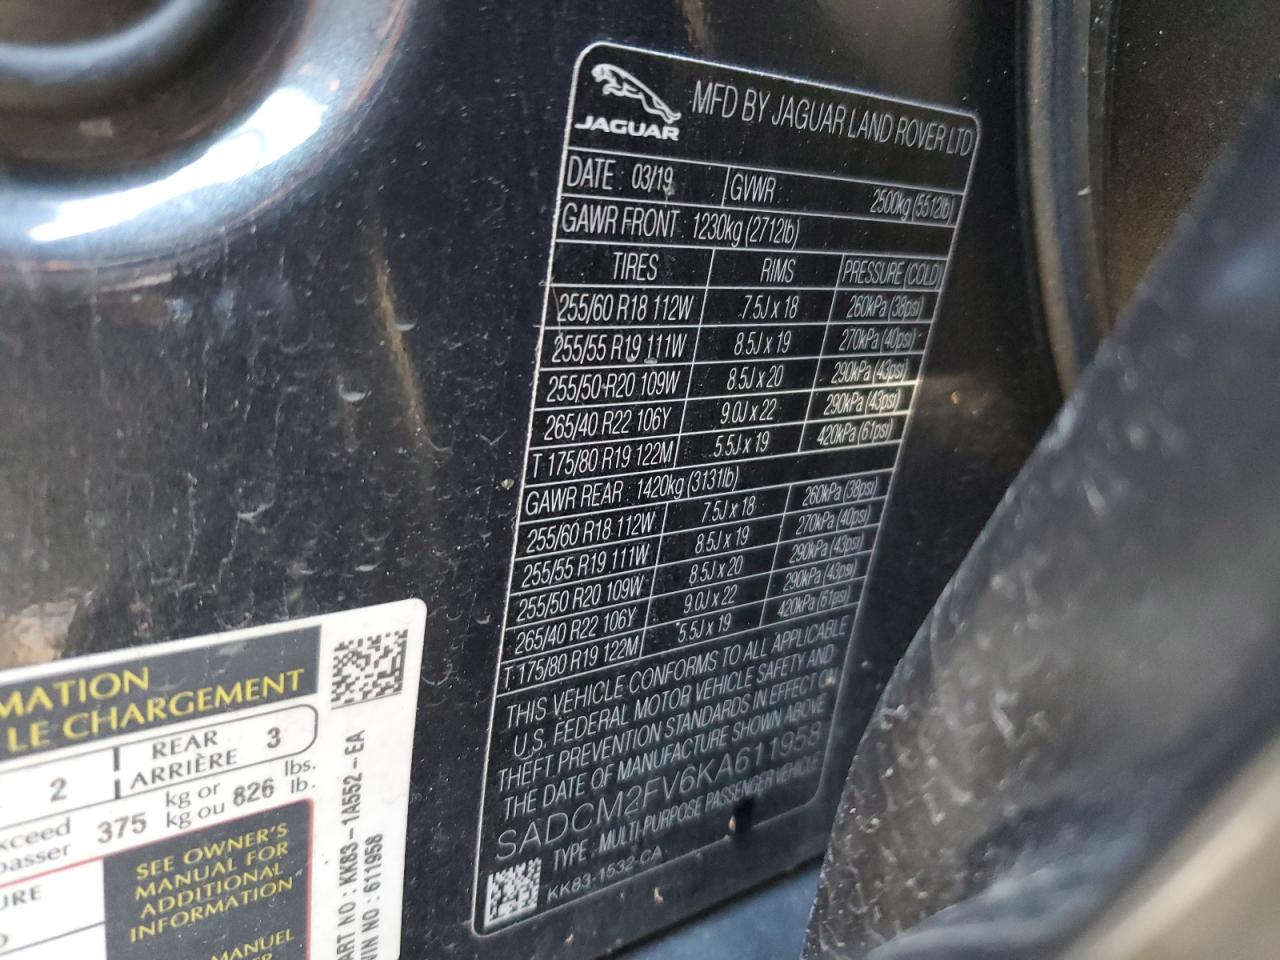 JAGUAR
MFD BY JAGUAR LAND ROVER LTD
DATE : 03/19 GVWR 2500kg (5512lb)
GAWR FRONT : 1230kg (2712lb)
TIRES RIMS PRESSURE (COLD)
255/60 R18 112W 7.5J x 18 260kPa (38psi)
255/55 R19 111W 8.5J x 19 270kPa (40psi)
255/50 R20 109W 8.5J x 20 290kPa (43psi)
265/40 R22 106Y 9.0J x 22 290kPa (43psi)
T 175/80 R19 122M 5.5J x 19 420kPa (61psi)
GAWR REAR : 1420kg (3131lb)
255/60 R18 112W 7.5J x 18 260kPa (38psi)
255/55 R19 111W 8.5J x 19 270kPa (40psi)
255/50 R20 109W 8.5J x 20 290kPa (43psi)
265/40 R22 106Y 9.0J x 22 290kPa (43psi)
T 175/80 R19 122M 5.5J x 19 420kPa (61psi)
THIS VEHICLE CONFORMS TO ALL APPLICABLE
U.S. FEDERAL MOTOR VEHICLE SAFETY AND
THEFT PREVENTION STANDARDS IN EFFECT ON
THE DATE OF MANUFACTURE SHOWN ABOVE
SADCM2FV6KA611958
TYPE : MULTI-PURPOSE PASSENGER VEHICLE
KK83-1532-CA
MATION
LE CHARGEMENT
2 REAR 3
ARRIÈRE
xceed 375 kg or 826 lbs.
passer kg ou lb.
URE
SEE OWNER'S
MANUAL FOR
ADDITIONAL
INFORMATION
MANUEL
ART NO : KK83-1A552-EA
VIN NO : 611958